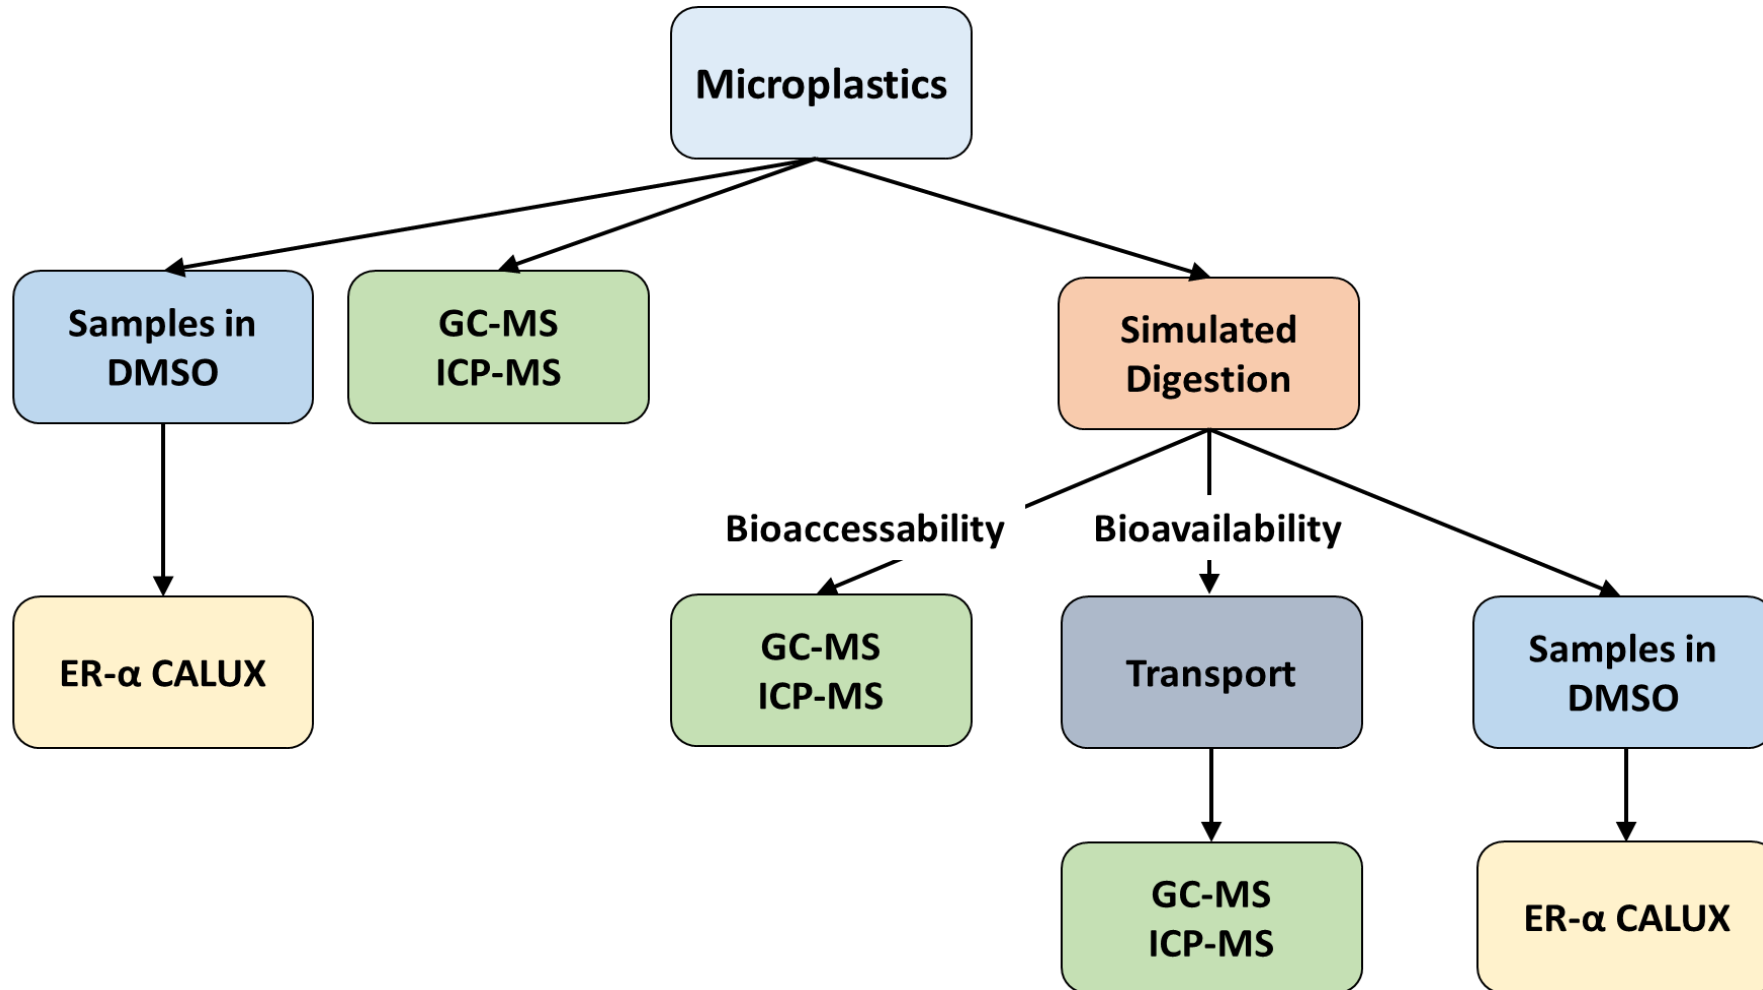 Microplastics
Samples in
DMSO
GC-MS
ICP-MS
Simulated
Digestion
Bioaccessability
Bioavailability
ER-α CALUX
GC-MS
ICP-MS
Transport
Samples in
DMSO
GC-MS
ICP-MS
ER-α CALUX